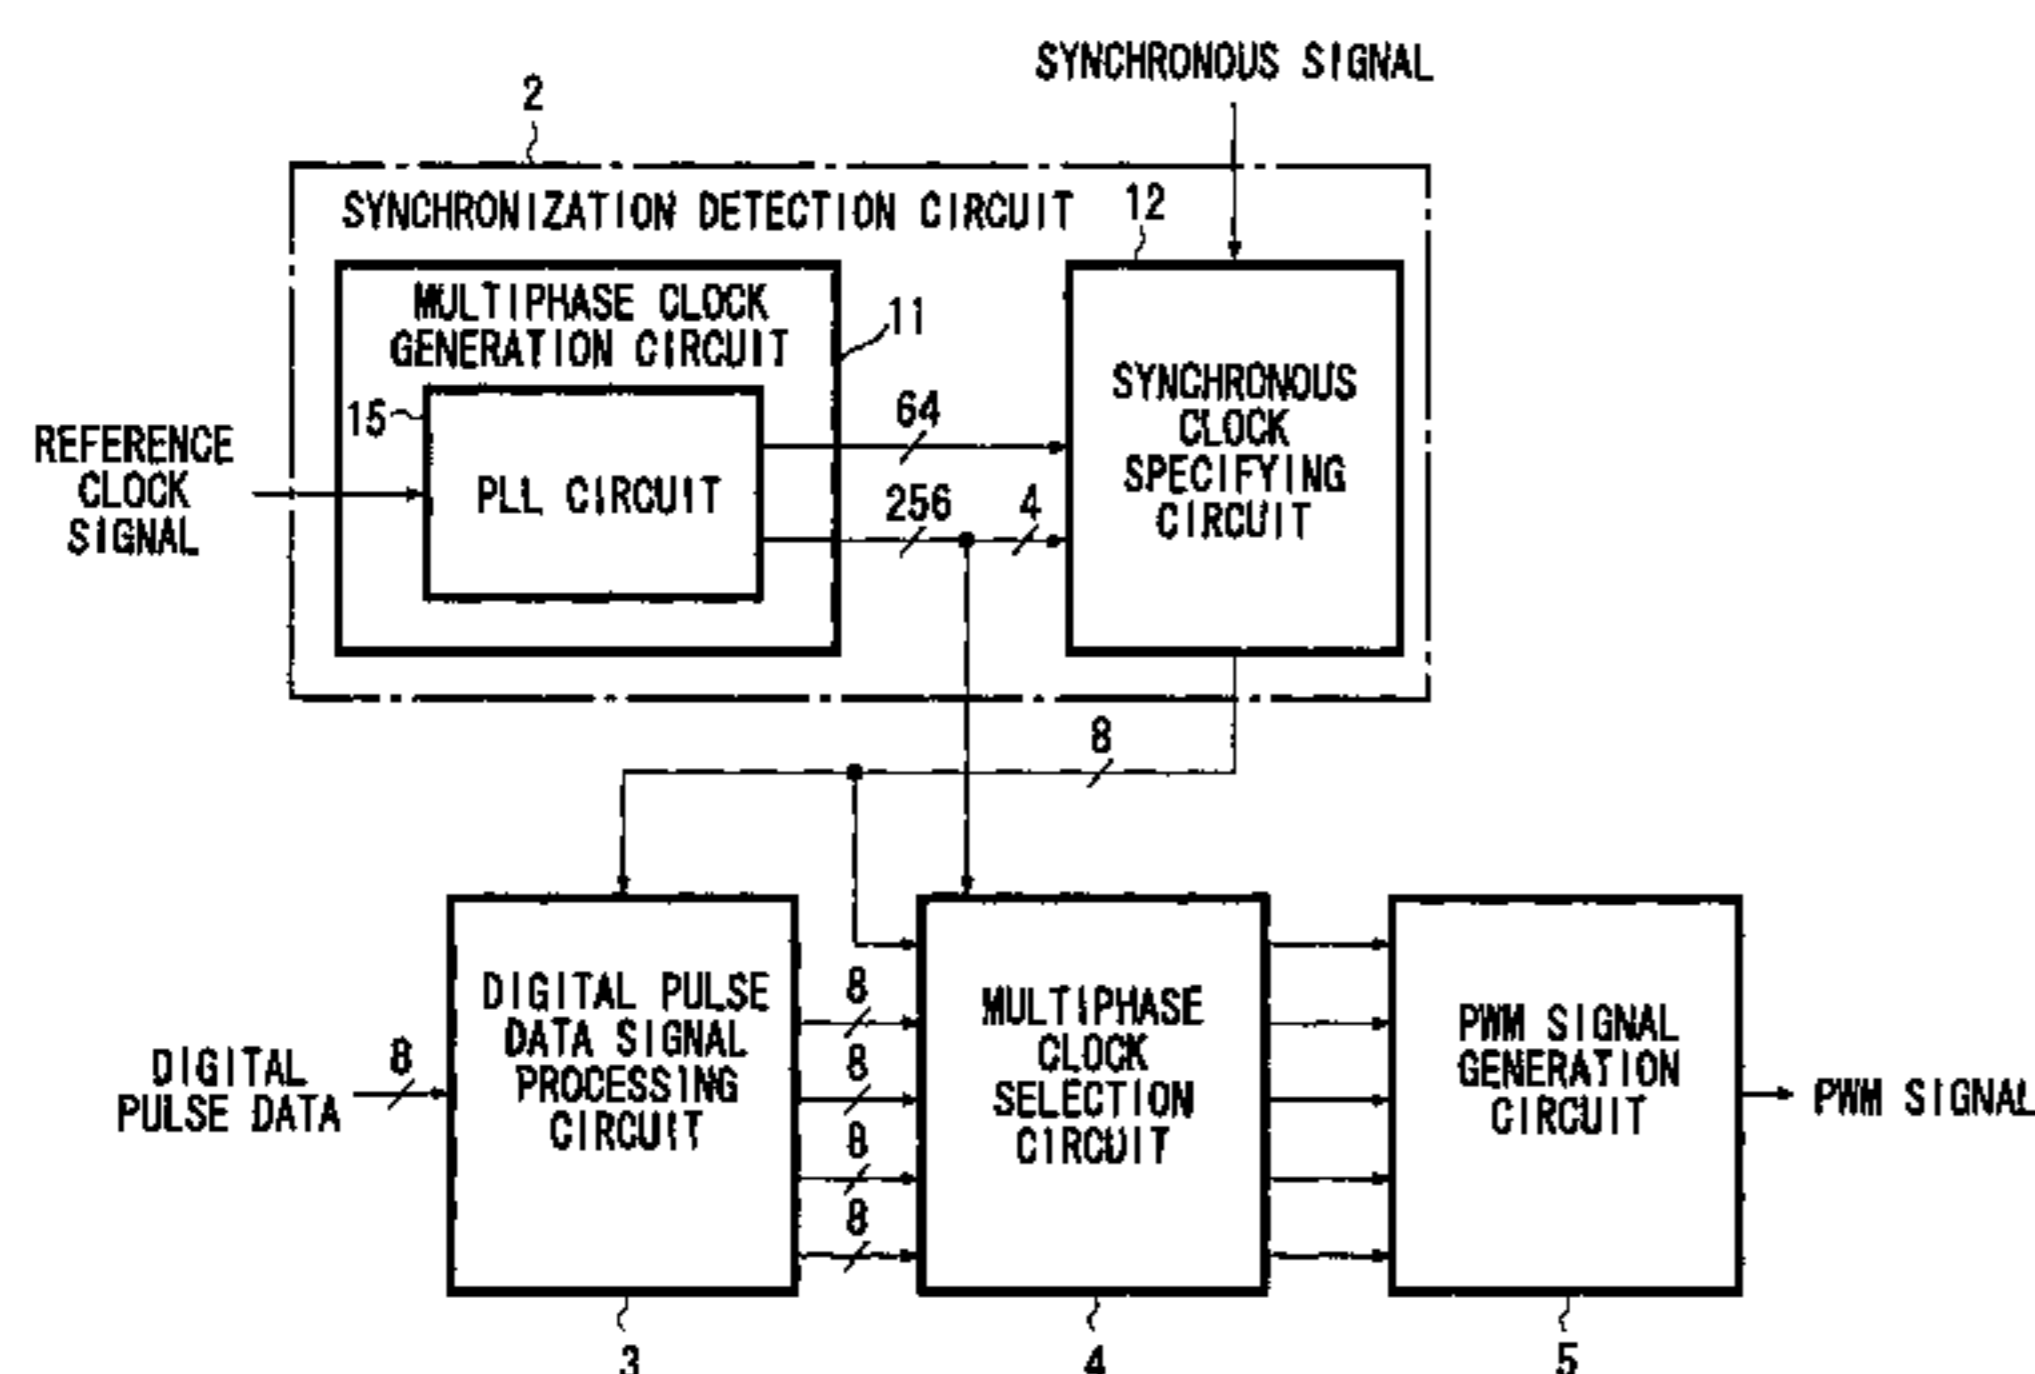 SYNCHRONOUS SIGNAL
2
SYNCHRONIZATION DETECTION CIRCUIT
12
MULTIPHASE CLOCK
GENERATION CIRCUIT
11
15
PLL CIRCUIT
REFERENCE
CLOCK
SIGNAL
64
256
4
SYNCHRONOUS
CLOCK
SPECIFYING
CIRCUIT
8
DIGITAL
PULSE DATA
8
DIGITAL PULSE
DATA SIGNAL
PROCESSING
CIRCUIT
8
8
8
8
MULTIPHASE
CLOCK
SELECTION
CIRCUIT
PWM SIGNAL
GENERATION
CIRCUIT
PWM SIGNAL
3
4
5